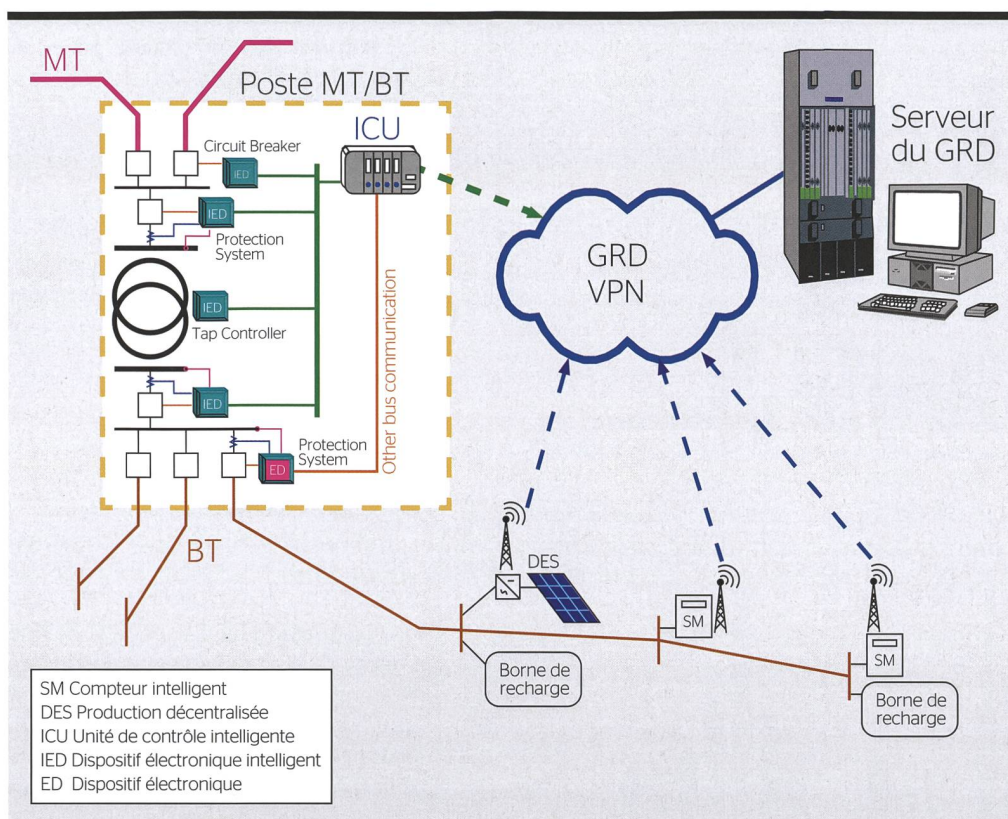 MT
Poste MT/BT
ICU
Circuit Breaker
IED
IED
Protection
System
IED
Tap Controller
IED
Protection
System
ED
Other bus communication
BT
GRD
VPN
Serveur
du GRD
DES
SM
SM
Borne de
recharge
Borne de
recharge
SM Compteur intelligent
DES Production décentralisée
ICU Unité de contrôle intelligente
IED Dispositif électronique intelligent
ED Dispositif électronique